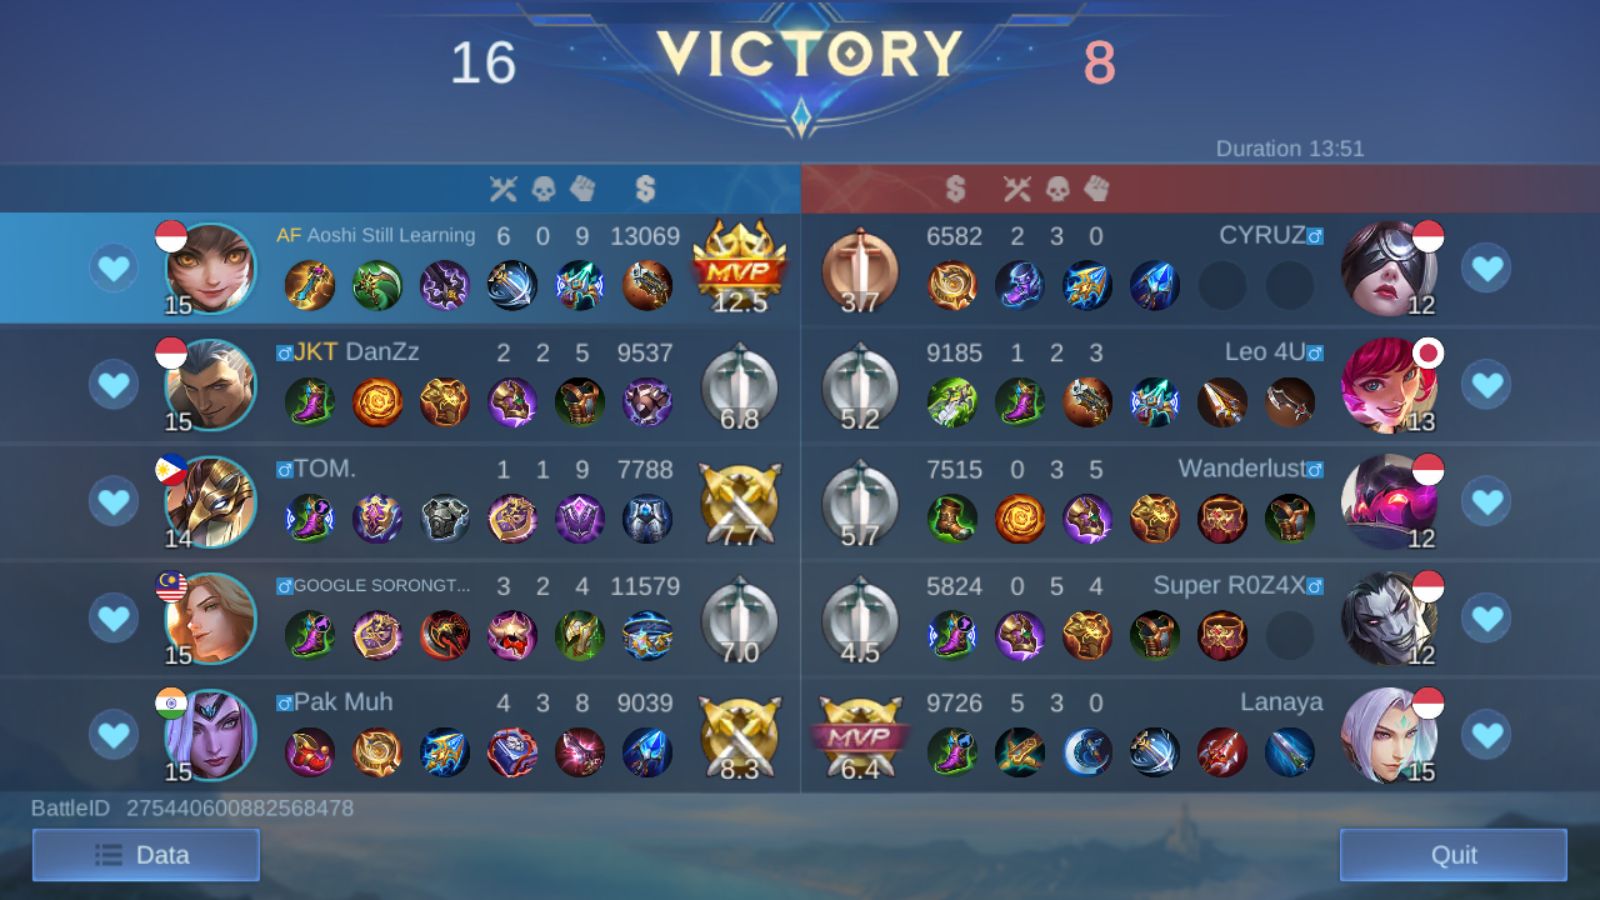 16 VICTORY 8
Duration 13:51
AF Aoshi Still Learning 6 0 9 13069
15 MVP 12.5
6582 2 3 0 CYRUZ
3.7 12
JKT DanZz 2 2 5 9537
15 6.8
9185 1 2 3 Leo 4U
5.2 13
TOM. 1 1 9 7788
14 7.7
7515 0 3 5 Wanderlust
5.7 12
GOOGLE SORONGT... 3 2 4 11579
15 7.0
5824 0 5 4 Super R0Z4X
4.5 12
Pak Muh 4 3 8 9039
15 8.3
9726 5 3 0 Lanaya
MVP 6.4 15
BattleID 275440600882568478
Data
Quit